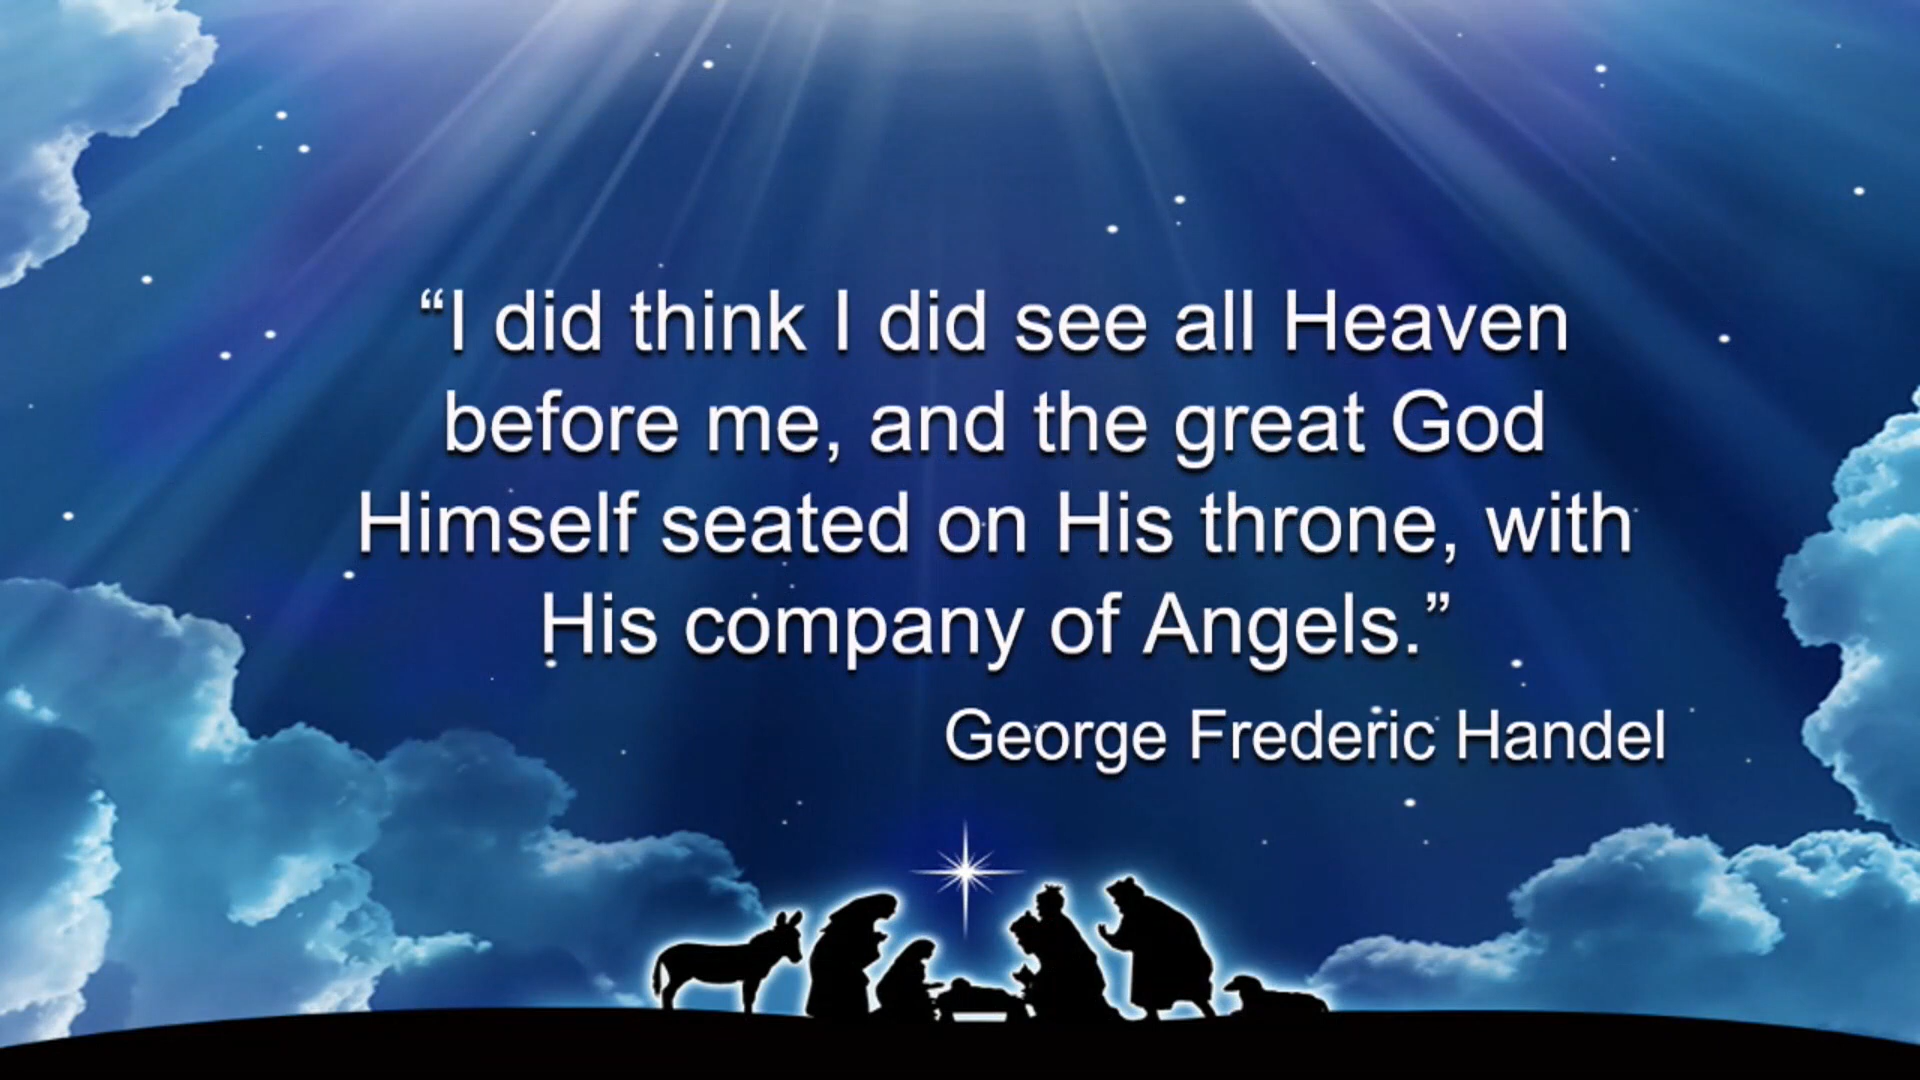 “I did think I did see all Heaven
before me, and the great God
Himself seated on His throne, with
His company of Angels.”
George Frederic Handel